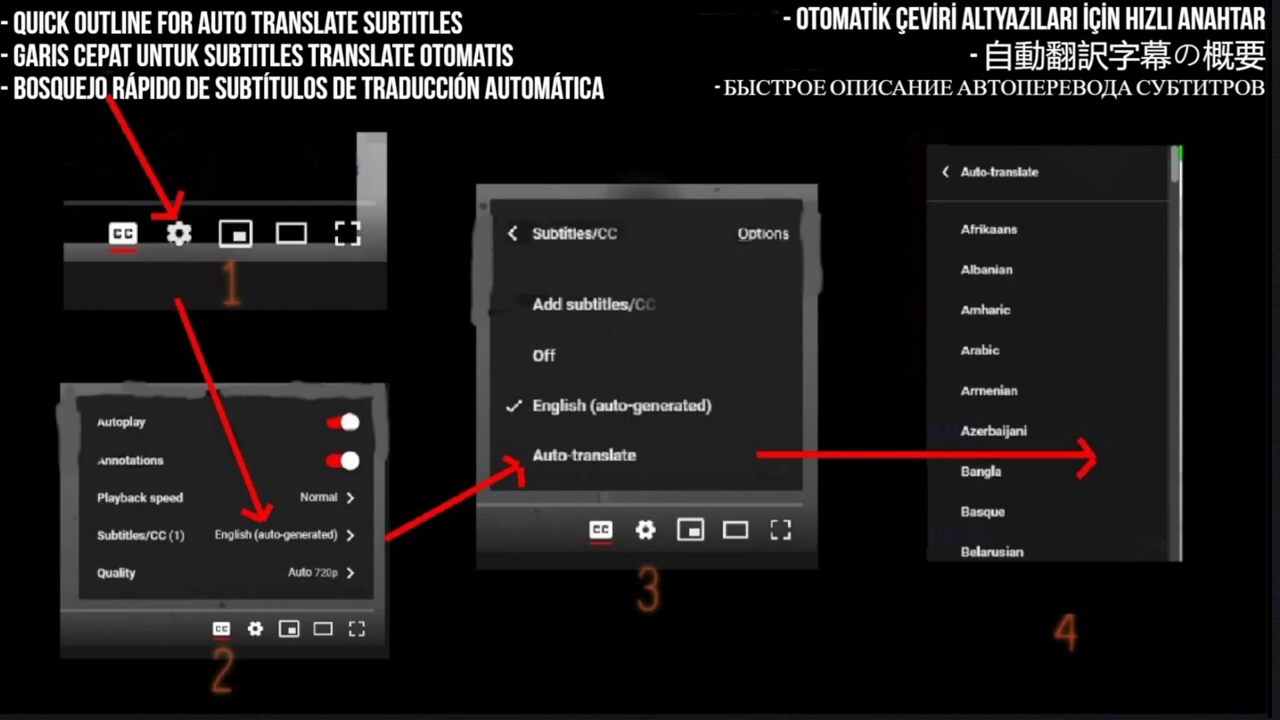 - QUICK OUTLINE FOR AUTO TRANSLATE SUBTITLES
- GARIS CEPAT UNTUK SUBTITLES TRANSLATE OTOMATIS
- BOSQUEJO RÁPIDO DE SUBTÍTULOS DE TRADUCCIÓN AUTOMÁTICA
- OTOMATİK ÇEVİRİ ALTYAZILARI İÇİN HIZLI ANAHTAR
- 自動翻訳字幕の概要
- БЫСТРОЕ ОПИСАНИЕ АВТОПЕРЕВОДА СУБТИТРОВ
CC
1
Autoplay
Annotations
Playback speed Normal
Subtitles/CC (1) English (auto-generated)
Quality Auto 720p
CC
2
Subtitles/CC Options
Add subtitles/CC
Off
English (auto-generated)
Auto-translate
CC
3
Auto-translate
Afrikaans
Albanian
Amharic
Arabic
Armenian
Azerbaijani
Bangla
Basque
Belarusian
4